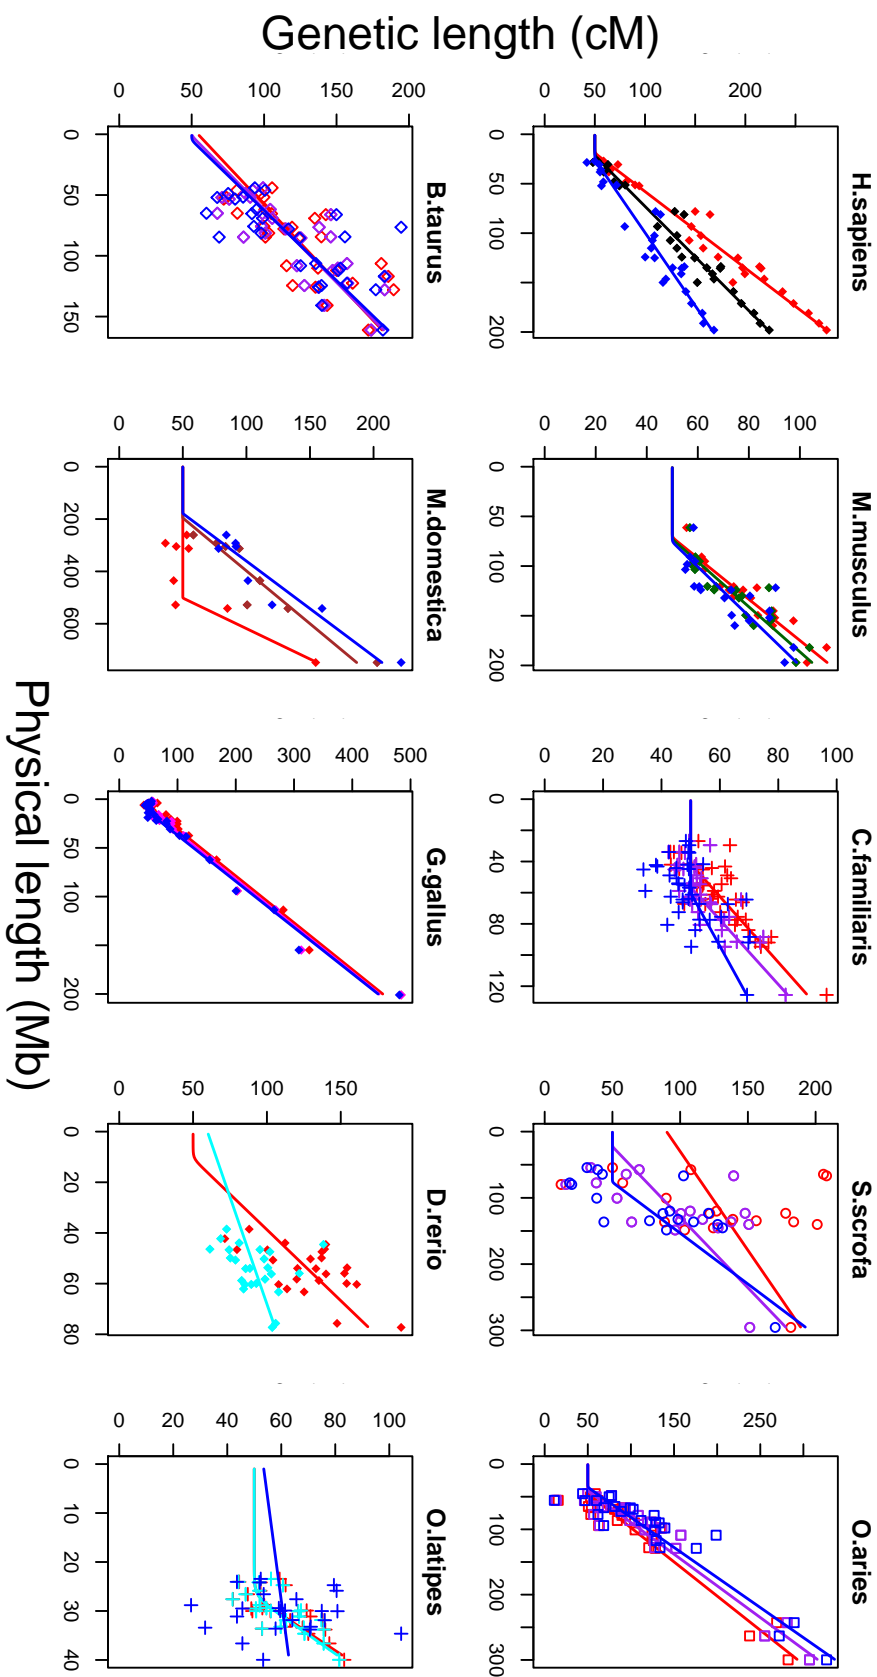 Genetic length (cM)
H.sapiens
0 50 100 200
0 50 100 200
M.musculus
0 20 40 60 80 100
0 50 100 200
C.familiaris
0 20 40 60 80 100
0 40 80 120
S.scrofa
0 50 100 150 200
0 100 200 300
O.aries
0 50 150 250
0 100 200 300
B.taurus
0 50 100 150 200
0 50 100 150
M.domestica
0 50 100 150 200
0 200 400 600
G.gallus
0 100 200 300 400 500
0 50 100 200
D.rerio
0 50 100 150
0 20 40 60 80
O.latipes
0 20 40 60 80 100
0 10 20 30 40
Physical length (Mb)